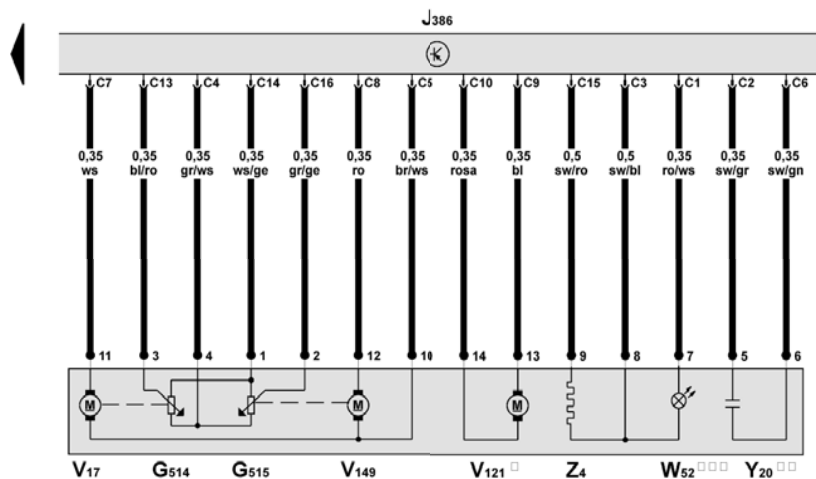 J386
C7 C13 C4 C14 C16 C8 C5 C10 C9 C15 C3 C1 C2 C6
0,35 0,35 0,35 0,35 0,35 0,35 0,35 0,35 0,35 0,5 0,5 0,35 0,35 0,35
ws bl/ro gr/ws ws/ge gr/ge ro br/ws rosa bl sw/ro sw/bl ro/ws sw/gr sw/gn
11 3 4 1 2 12 10 14 13 9 8 7 5 6
M M M
V17 G514 G515 V149 V121 Z4 W52 Y20